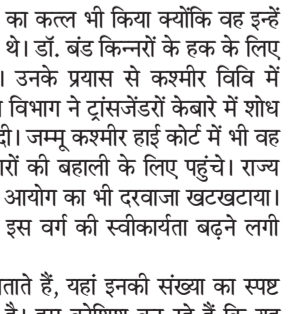 का कत्ल भी किया क्योंकि वह इन्हें
थे। डॉ. बंड किन्नरों के हक के लिए
। उनके प्रयास से कश्मीर विवि में
विभाग ने ट्रांसजेंडरों केबारे में शोध
दी। जम्मू कश्मीर हाई कोर्ट में भी वह
की बहाली के लिए पहुंचे। राज्य
आयोग का भी दरवाजा खटखटाया।
इस वर्ग की स्वीकार्यता बढ़ने लगी
हैं, यहां इनकी संख्या का स्पष्ट